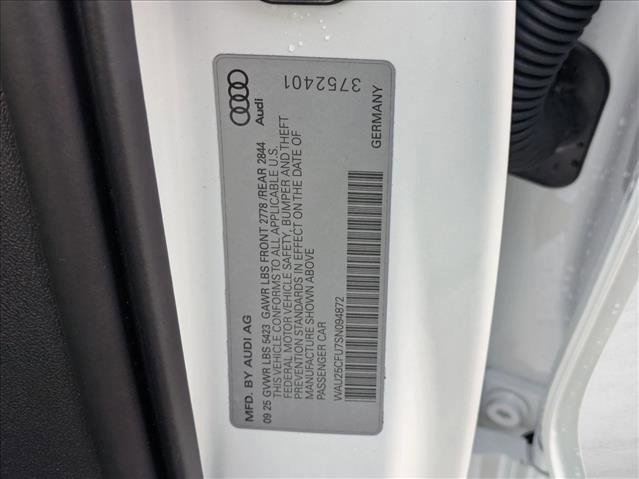 Audi
3752401
MFD. BY AUDI AG
GERMANY
09 25 GVWR LBS 5423 GAWR LBS FRONT 2778 /REAR 2844
THIS VEHICLE CONFORMS TO ALL APPLICABLE U.S.
FEDERAL MOTOR VEHICLE SAFETY, BUMPER AND THEFT
PREVENTION STANDARDS IN EFFECT ON THE DATE OF
MANUFACTURE SHOWN ABOVE
PASSENGER CAR
WAU25CFU7SN094872